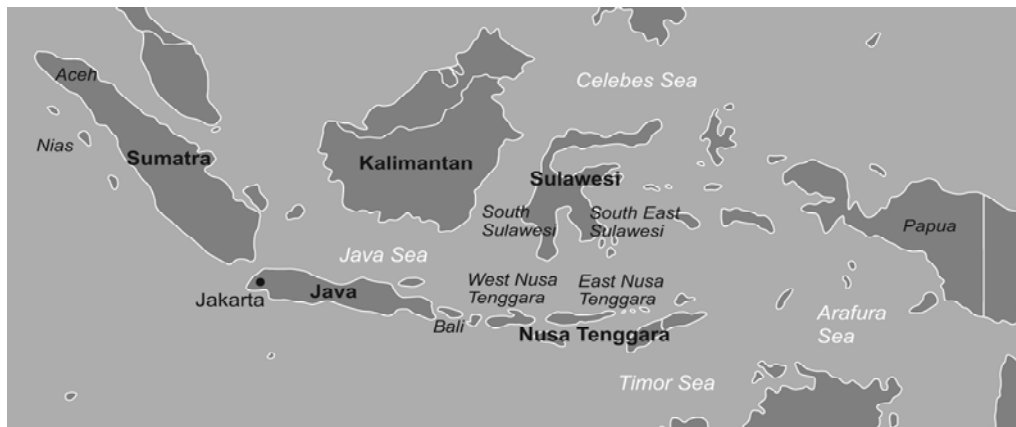 Aceh
Celebes Sea
Nias
Sumatra
Kalimantan
Sulawesi
South
Sulawesi
South East
Sulawesi
Papua
Java Sea
West Nusa
Tenggara
East Nusa
Tenggara
Jakarta
Java
Bali
Nusa Tenggara
Arafura
Sea
Timor Sea